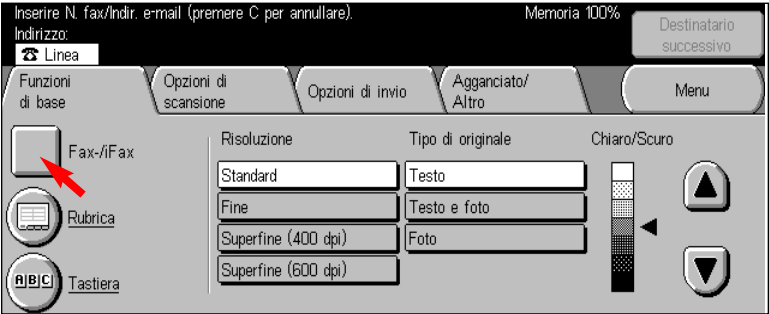 Inserire N. fax/Indir. e-mail (premere C per annullare).
Memoria 100%
Indirizzo:
☎ Linea
Destinatario
successivo
Funzioni
di base
Opzioni di
scansione
Opzioni di invio
Agganciato/
Altro
Menu
Fax-/iFax
Risoluzione
Tipo di originale
Chiaro/Scuro
Standard
Testo
Fine
Testo e foto
Superfine (400 dpi)
Foto
Superfine (600 dpi)
Rubrica
ABC
Tastiera